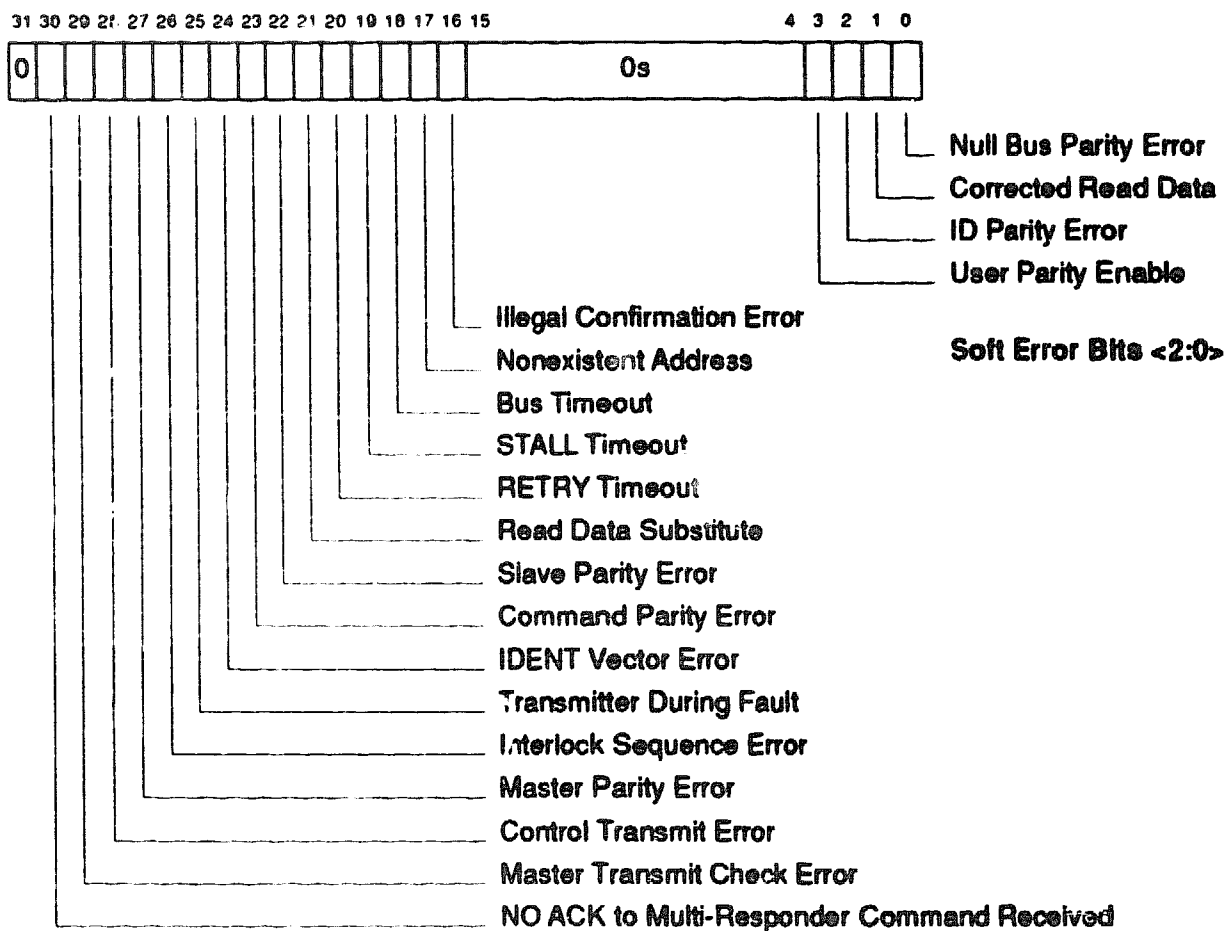 31 30 29 28 27 26 25 24 23 22 21 20 19 18 17 16 15 4 3 2 1 0
0 0s
Null Bus Parity Error
Corrected Read Data
ID Parity Error
User Parity Enable
Illegal Confirmation Error
Soft Error Bits <2:0>
Nonexistent Address
Bus Timeout
STALL Timeout
RETRY Timeout
Read Data Substitute
Slave Parity Error
Command Parity Error
IDENT Vector Error
Transmitter During Fault
Interlock Sequence Error
Master Parity Error
Control Transmit Error
Master Transmit Check Error
NO ACK to Multi-Responder Command Received